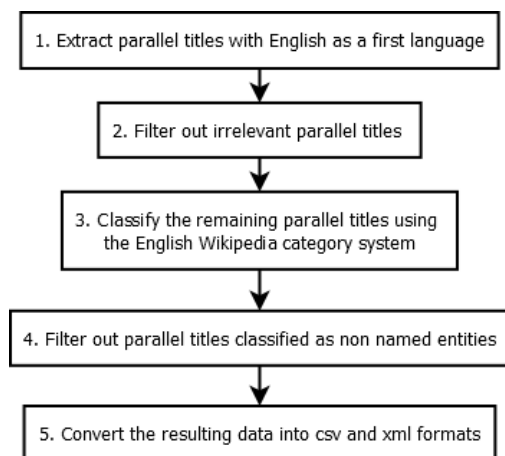 1. Extract parallel titles with English as a first language
2. Filter out irrelevant parallel titles
3. Classify the remaining parallel titles using
the English Wikipedia category system
4. Filter out parallel titles classified as non named entities
5. Convert the resulting data into csv and xml formats